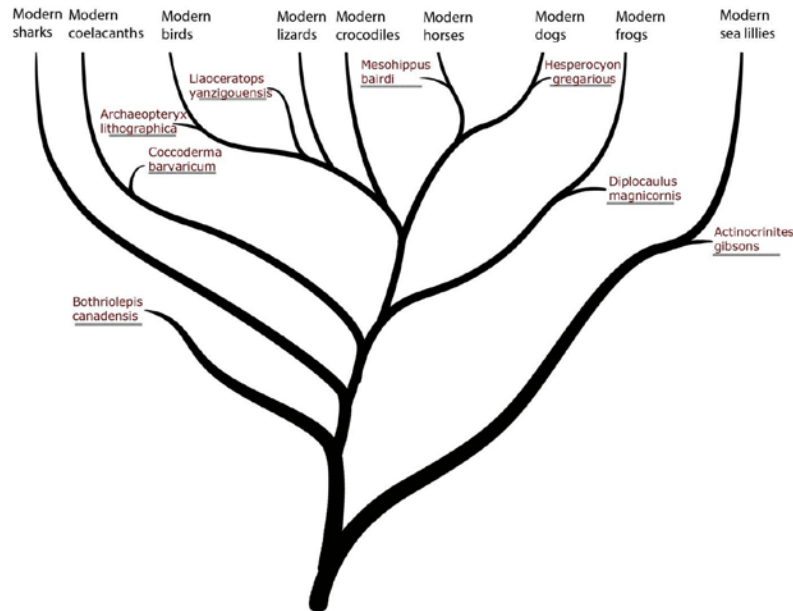 Modern
sharks
Modern
coelacanths
Modern
birds
Modern
lizards
Modern
crocodiles
Modern
horses
Modern
dogs
Modern
frogs
Modern
sea lillies
Mesohippus
bairdi
Hesperocyon
gregarious
Liaoceratops
yanzigouensis
Archaeopteryx
lithographica
Coccoderma
barvaricum
Diplocaulus
magnicornis
Actinocrinites
gibsons
Bothriolepis
canadensis